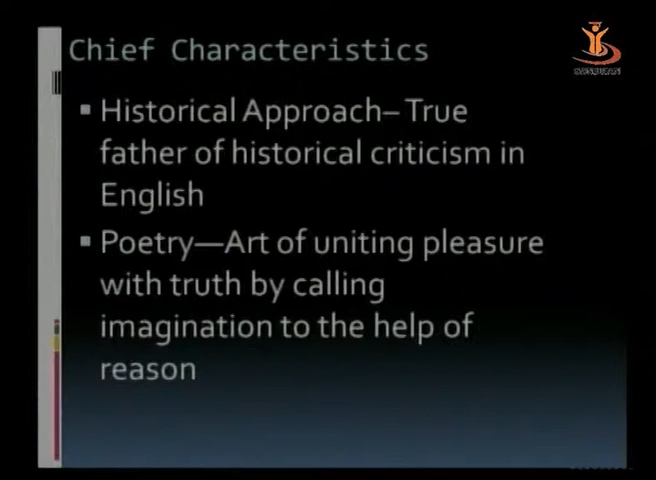 Chief Characteristics
Historical Approach– True
father of historical criticism in
English
Poetry—Art of uniting pleasure
with truth by calling
imagination to the help of
reason